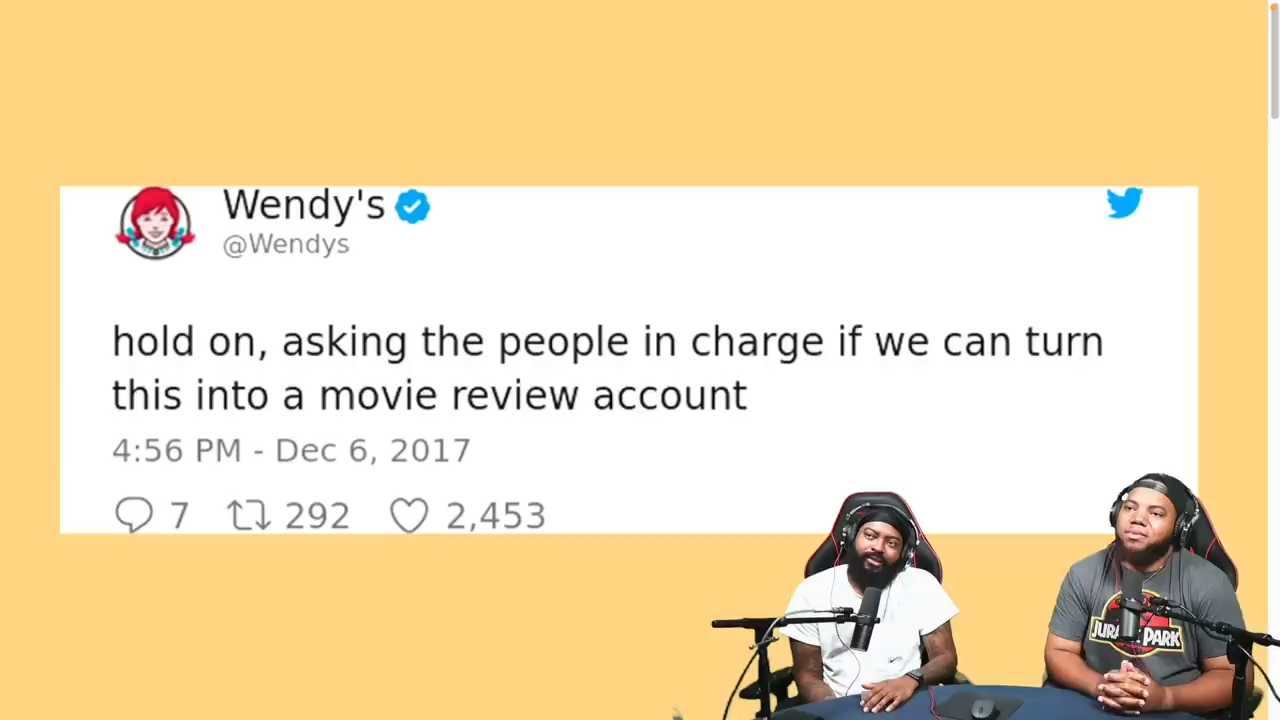 Wendy's
@Wendys
hold on, asking the people in charge if we can turn
this into a movie review account
4:56 PM - Dec 6, 2017
7 292 2,453
JURASSIC PARK